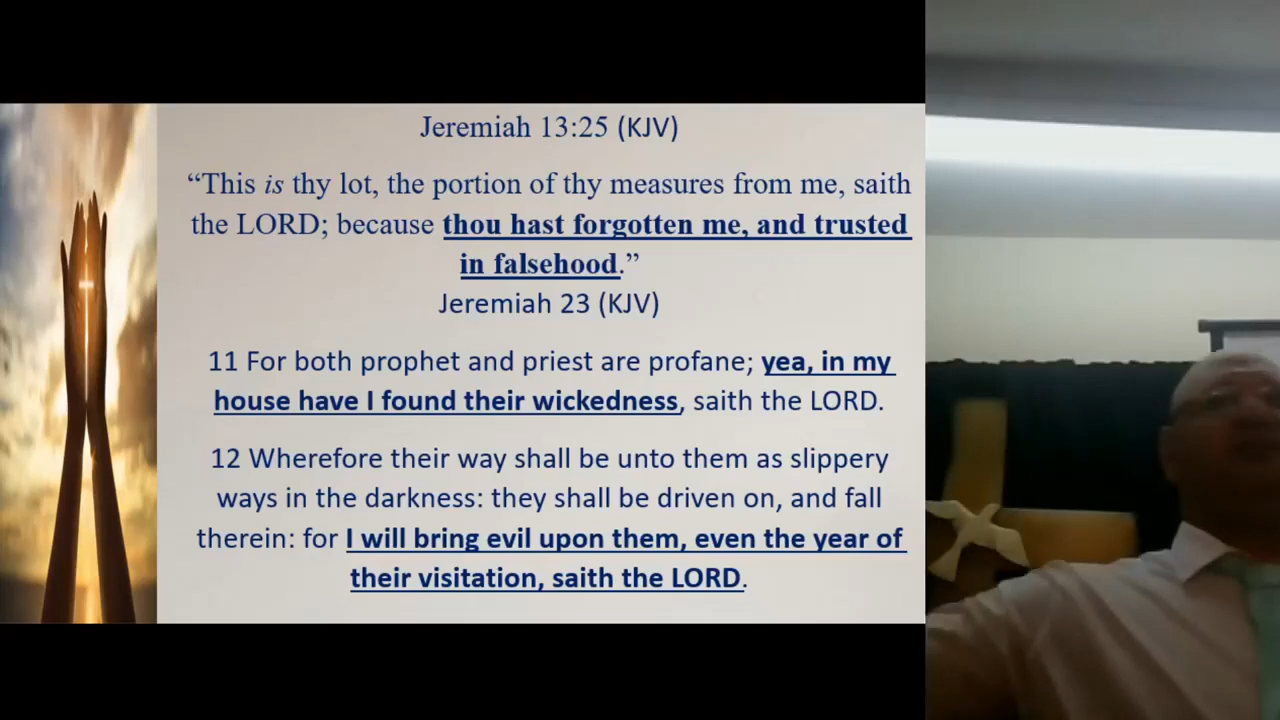 Jeremiah 13:25 (KJV)
“This is thy lot, the portion of thy measures from me, saith
the LORD; because thou hast forgotten me, and trusted
in falsehood.”
Jeremiah 23 (KJV)
11 For both prophet and priest are profane; yea, in my
house have I found their wickedness, saith the LORD.
12 Wherefore their way shall be unto them as slippery
ways in the darkness: they shall be driven on, and fall
therein: for I will bring evil upon them, even the year of
their visitation, saith the LORD.